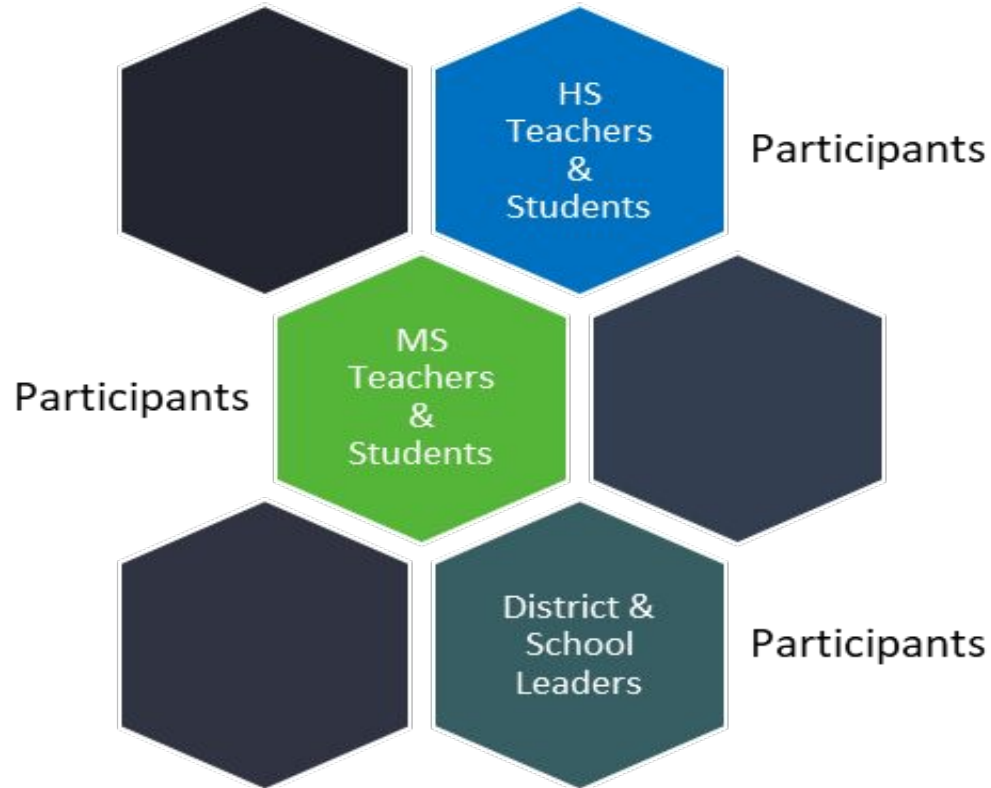 HS
Teachers
&
Students
Participants
MS
Teachers
&
Students
Participants
District &
School
Leaders
Participants